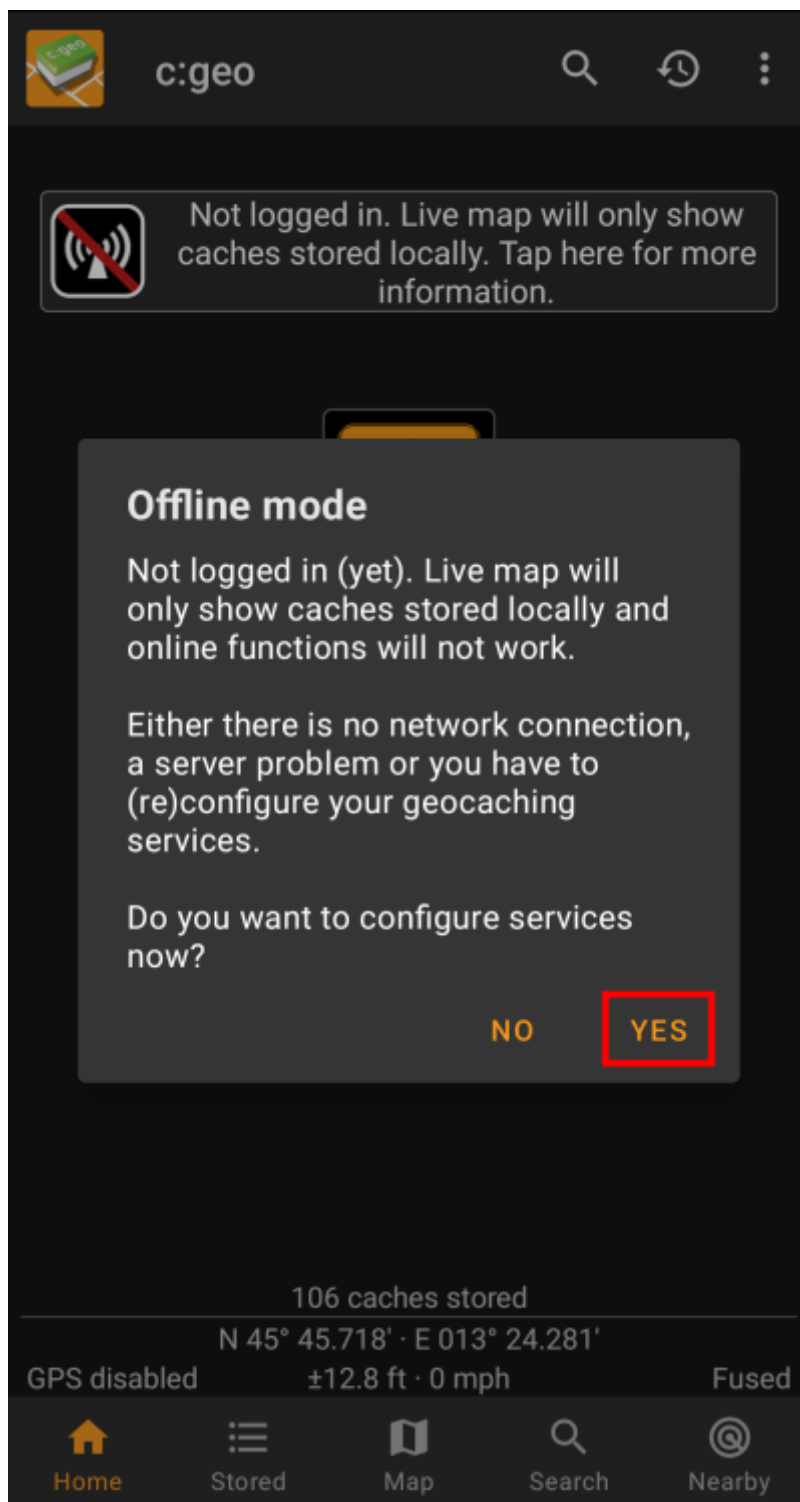 c:geo
c:geo
Not logged in. Live map will only show
caches stored locally. Tap here for more
information.
Offline mode
Not logged in (yet). Live map will
only show caches stored locally and
online functions will not work.
Either there is no network connection,
a server problem or you have to
(re)configure your geocaching
services.
Do you want to configure services
now?
NO YES
106 caches stored
N 45° 45.718' · E 013° 24.281'
GPS disabled ±12.8 ft · 0 mph Fused
Home Stored Map Search Nearby